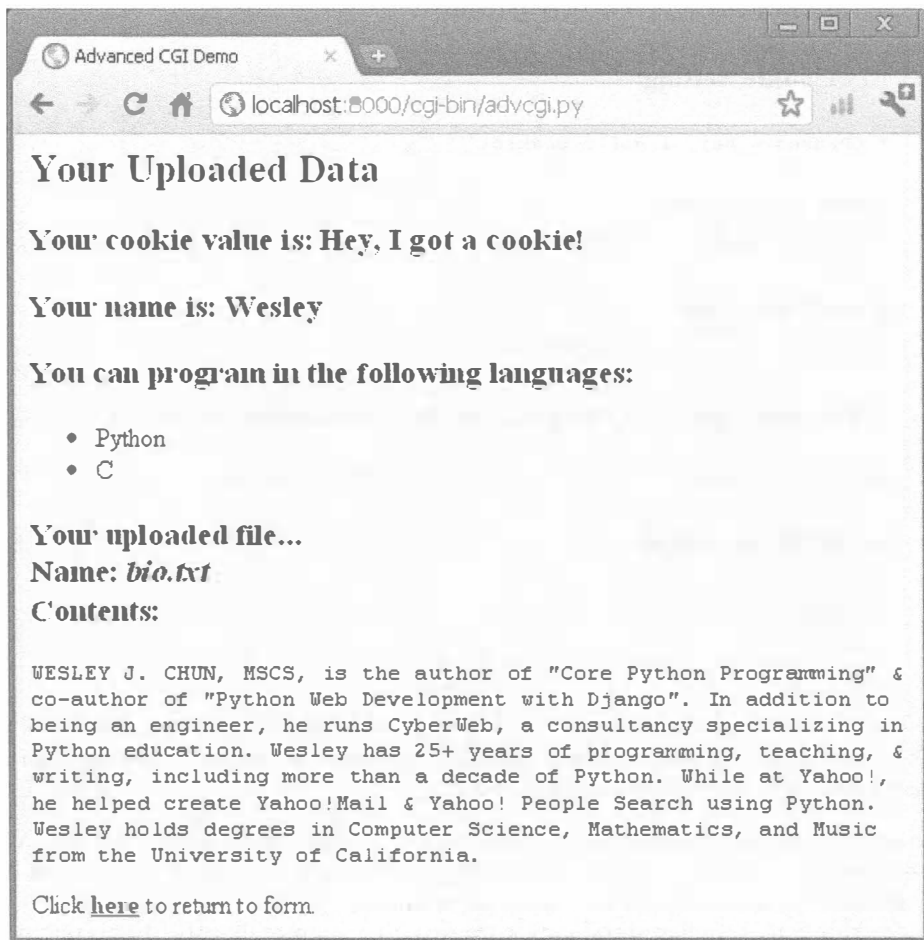 Advanced CGI Demo
localhost:8000/cgi-bin/advcgi.py
Your Uploaded Data
Your cookie value is: Hey, I got a cookie!
Your name is: Wesley
You can program in the following languages:
• Python
• C
Your uploaded file...
Name: bio.txt
Contents:
WESLEY J. CHUN, MSCS, is the author of "Core Python Programming" &
co-author of "Python Web Development with Django". In addition to
being an engineer, he runs CyberWeb, a consultancy specializing in
Python education. Wesley has 25+ years of programming, teaching, &
writing, including more than a decade of Python. While at Yahoo!,
he helped create Yahoo!Mail & Yahoo! People Search using Python.
Wesley holds degrees in Computer Science, Mathematics, and Music
from the University of California.
Click here to return to form.